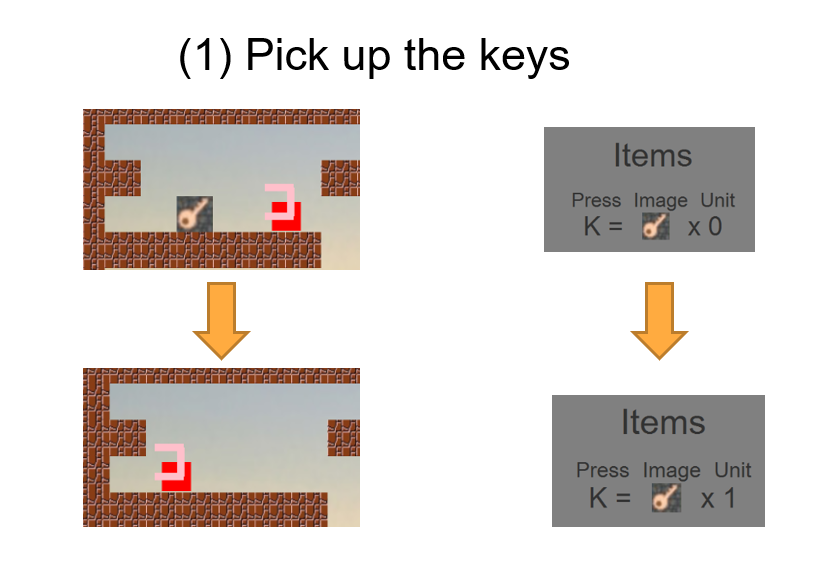 (1) Pick up the keys
Items
Press Image Unit
K = x 0
Items
Press Image Unit
K = x 1